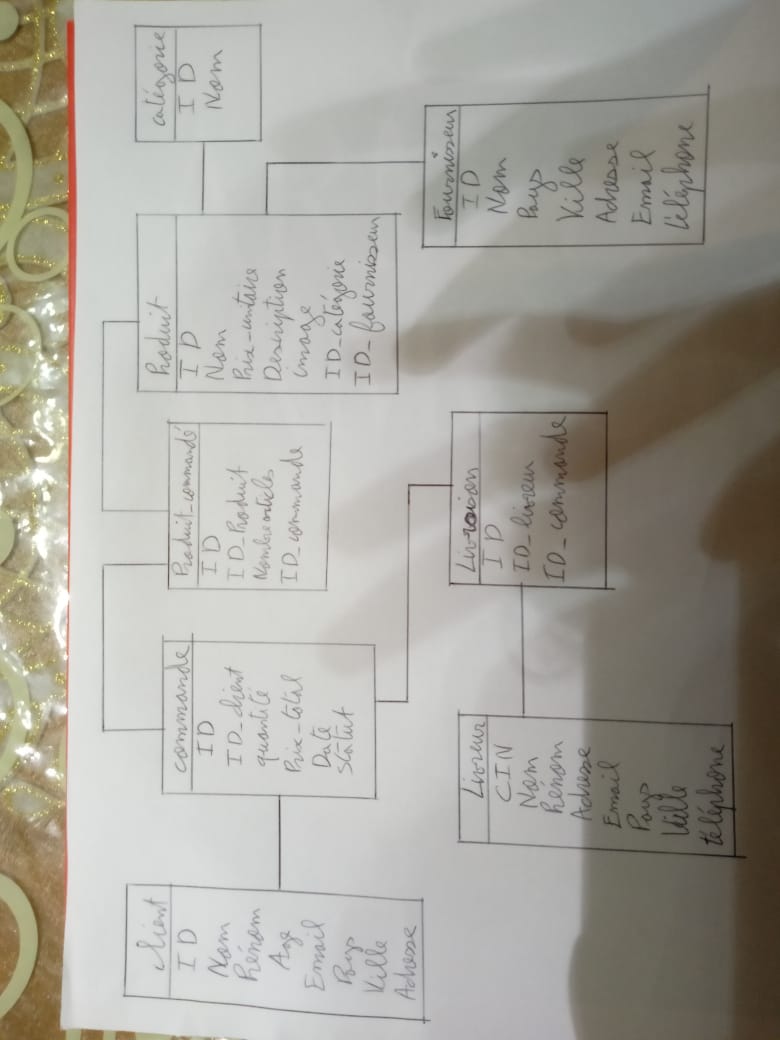 client
ID
Nom
Prénom
Age
Email
Pays
Ville
Adresse
commande
ID
ID_client
quantité
Prix_total
Date
statut
Produit_commandé
ID
ID_Produit
Nombre articles
ID_commande
Produit
ID
Nom
Prix_unitaire
Description
image
ID_catégorie
ID_fournisseur
catégorie
ID
Nom
Livreur
CIN
Nom
Prénom
Adresse
Email
Pays
Ville
téléphone
Livraison
ID
ID_livreur
ID_commande
Fournisseur
ID
Nom
Pays
Ville
Adresse
Email
téléphone